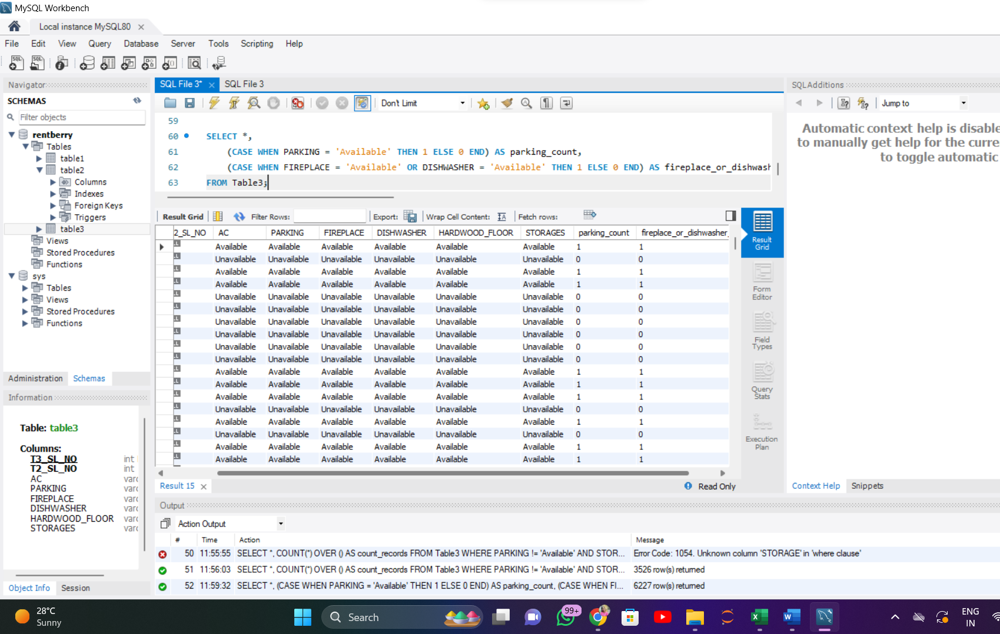 MySQL Workbench
Local instance MySQL80
File Edit View Query Database Server Tools Scripting Help
Navigator
SCHEMAS
Filter objects
rentberry
Tables
table1
table2
Columns
Indexes
Foreign Keys
Triggers
table3
Views
Stored Procedures
Functions
sys
Tables
Views
Stored Procedures
Functions
Administration Schemas
Information
Table: table3
Columns:
T3_SL_NO int
T2_SL_NO int
AC varc
PARKING varc
FIREPLACE varc
DISHWASHER varc
HARDWOOD_FLOOR varc
STORAGES varc
Object Info Session
SQL File 3* SQL File 3
Don't Limit
59
60 SELECT *,
61 (CASE WHEN PARKING = 'Available' THEN 1 ELSE 0 END) AS parking_count,
62 (CASE WHEN FIREPLACE = 'Available' OR DISHWASHER = 'Available' THEN 1 ELSE 0 END) AS fireplace_or_dishwash
63 FROM Table3;
Result Grid Filter Rows: Export: Wrap Cell Content: Fetch rows:
2_SL_NO AC PARKING FIREPLACE DISHWASHER HARDWOOD_FLOOR STORAGES parking_count fireplace_or_dishwasher_
Available Available Available Available Available Available 1 1
Unavailable Unavailable Unavailable Unavailable Unavailable Unavailable 0 0
Available Available Available Available Available Available 1 1
Available Available Available Available Available Available 1 1
Unavailable Unavailable Unavailable Unavailable Unavailable Unavailable 0 0
Unavailable Unavailable Unavailable Unavailable Unavailable Unavailable 0 0
Unavailable Unavailable Unavailable Unavailable Unavailable Unavailable 0 0
Unavailable Unavailable Unavailable Unavailable Unavailable Unavailable 0 0
Unavailable Unavailable Unavailable Unavailable Unavailable Unavailable 0 0
Unavailable Unavailable Unavailable Unavailable Unavailable Unavailable 0 0
Available Available Available Available Available Available 1 1
Available Available Available Available Available Available 1 1
Available Available Available Available Available Available 1 1
Unavailable Unavailable Unavailable Unavailable Unavailable Unavailable 0 0
Available Available Available Available Available Available 1 1
Unavailable Unavailable Unavailable Unavailable Unavailable Unavailable 0 0
Available Available Available Available Available Available 1 1
Available Available Available Available Available Available 1 1
Result 15
Read Only
Result
Grid
Form
Editor
Field
Types
Query
Stats
Execution
Plan
SQLAdditions
Jump to
Automatic context help is disable
to manually get help for the curre
to toggle automatic
Context Help Snippets
Output
Action Output
# Time Action Message
50 11:55:55 SELECT *, COUNT(*) OVER () AS count_records FROM Table3 WHERE PARKING != 'Available' AND STOR... Error Code: 1054. Unknown column 'STORAGE' in 'where clause'
51 11:56:03 SELECT *, COUNT(*) OVER () AS count_records FROM Table3 WHERE PARKING != 'Available' AND STOR... 3526 row(s) returned
52 11:59:32 SELECT *, (CASE WHEN PARKING = 'Available' THEN 1 ELSE 0 END) AS parking_count, (CASE WHEN FI... 6227 row(s) returned
28°C
Sunny
Search
99+
ENG
IN